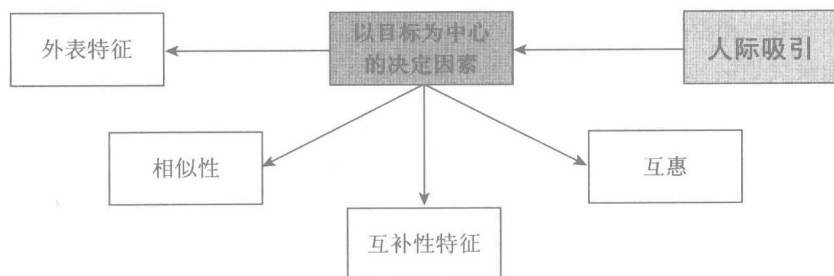 外表特征
以目标为中心
的决定因素
人际吸引
相似性
互惠
互补性特征